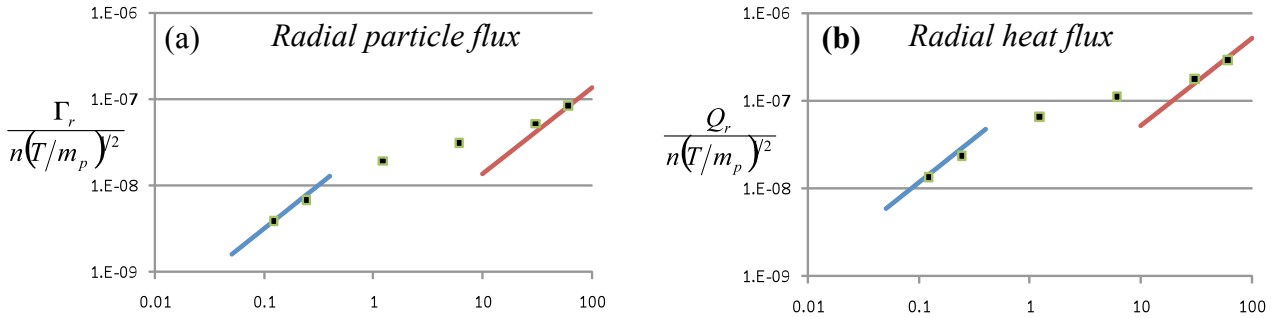 (a) Radial particle flux
1.E-06
1.E-07
1.E-08
1.E-09
Γr
n(T/mp)^1/2
0.01 0.1 1 10 100
(b) Radial heat flux
1.E-06
1.E-07
1.E-08
1.E-09
Qr
n(T/mp)^1/2
0.01 0.1 1 10 100